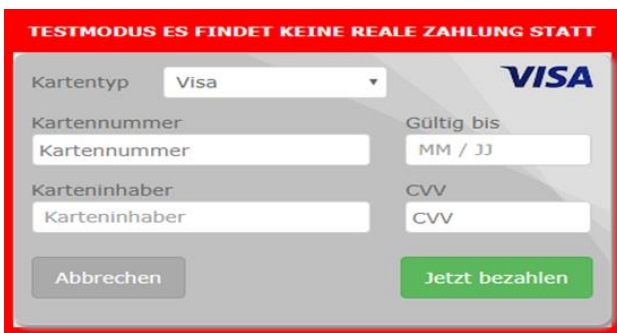 TESTMODUS ES FINDET KEINE REALE ZAHLUNG STATT
Kartentyp Visa VISA
Kartennummer Gültig bis
Kartennummer MM / JJ
Karteninhaber CVV
Karteninhaber CVV
Abbrechen Jetzt bezahlen